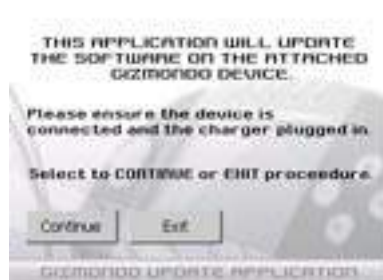 THIS APPLICATION WILL UPDATE
THE SOFTWARE ON THE ATTACHED
GIZMONDO DEVICE.
Please ensure the device is
connected and the charger plugged in.
Select to CONTINUE or EXIT proceedure.
Continue Exit
GIZMONDO UPDATE APPLICATION